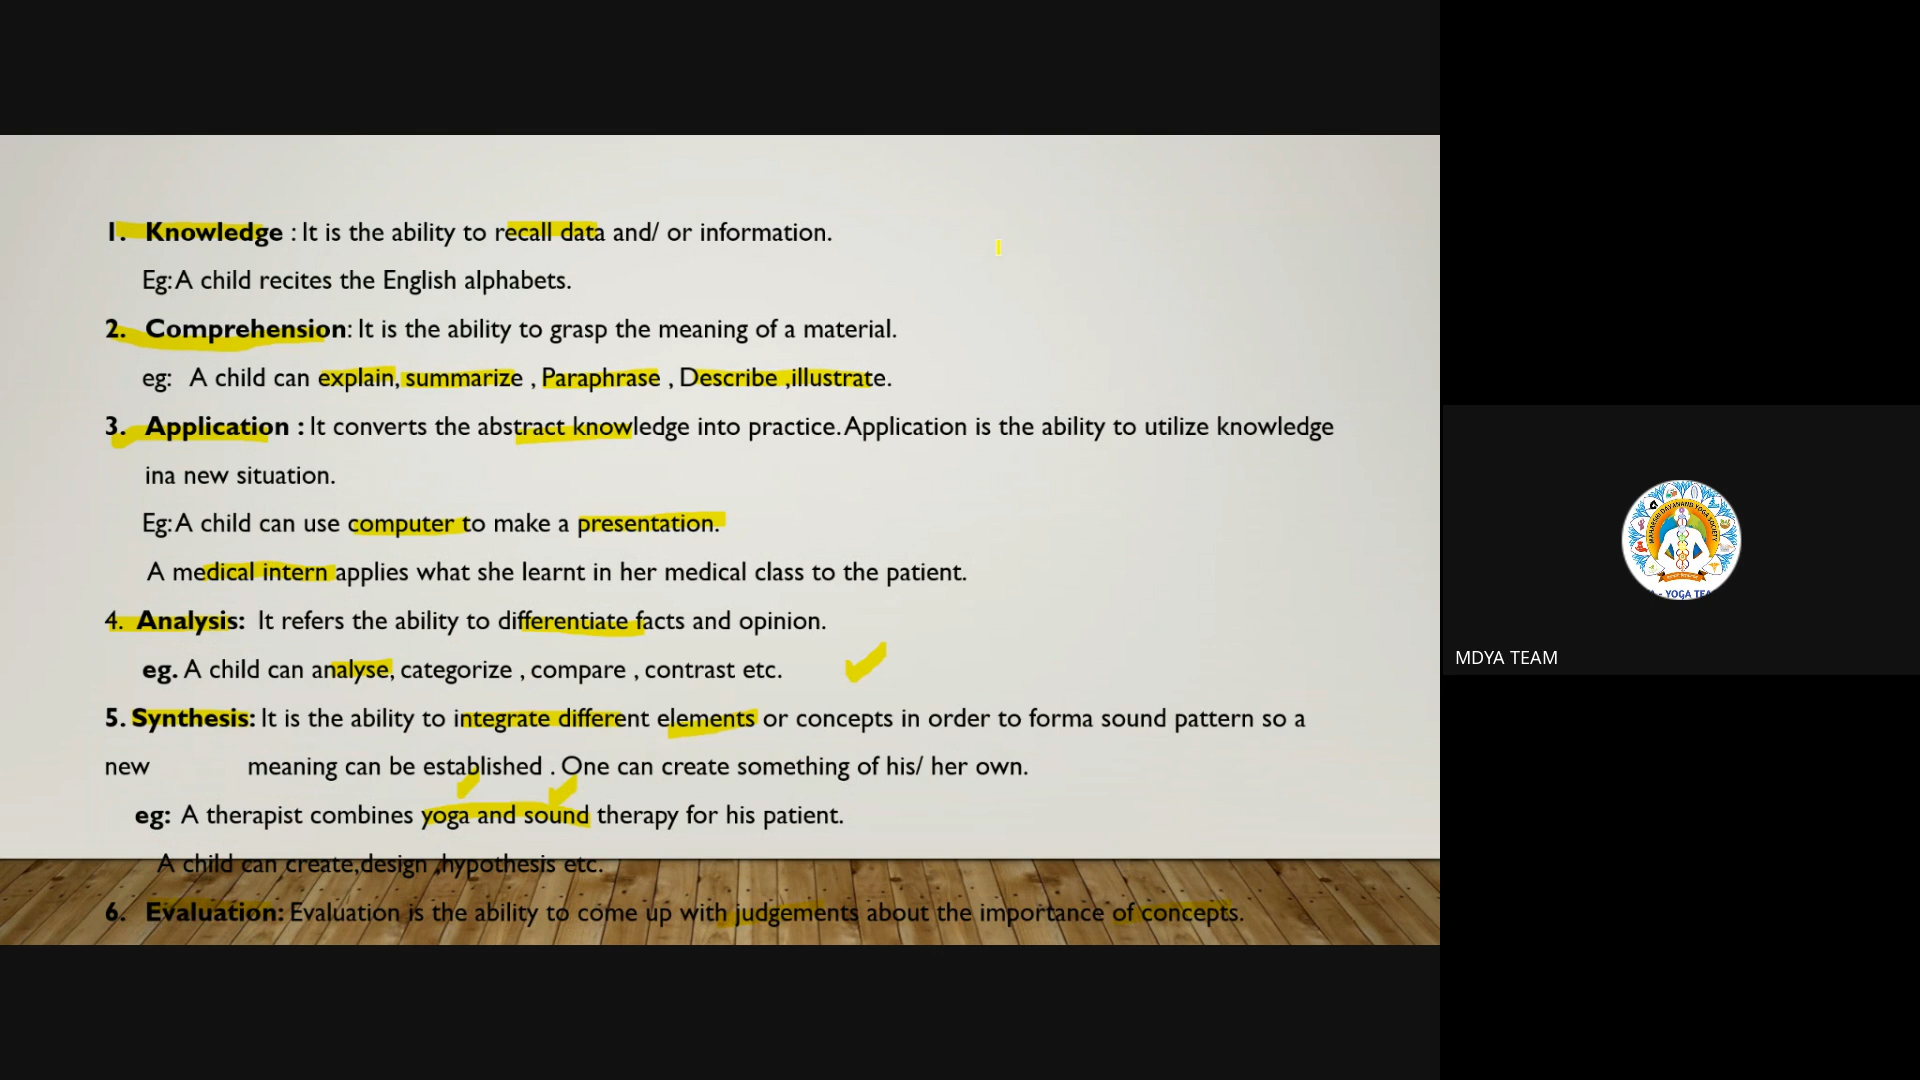 1. Knowledge : It is the ability to recall data and/ or information.
Eg: A child recites the English alphabets.
2. Comprehension: It is the ability to grasp the meaning of a material.
eg: A child can explain, summarize , Paraphrase , Describe ,illustrate.
3. Application : It converts the abstract knowledge into practice. Application is the ability to utilize knowledge
ina new situation.
Eg: A child can use computer to make a presentation.
A medical intern applies what she learnt in her medical class to the patient.
4. Analysis: It refers the ability to differentiate facts and opinion.
eg. A child can analyse, categorize , compare , contrast etc.
5. Synthesis: It is the ability to integrate different elements or concepts in order to forma sound pattern so a
new meaning can be established . One can create something of his/ her own.
eg: A therapist combines yoga and sound therapy for his patient.
A child can create,design ,hypothesis etc.
6. Evaluation: Evaluation is the ability to come up with judgements about the importance of concepts.
MAHARSHI DAYANAND YOGA SOCIETY
- YOGA TEA
MDYA TEAM